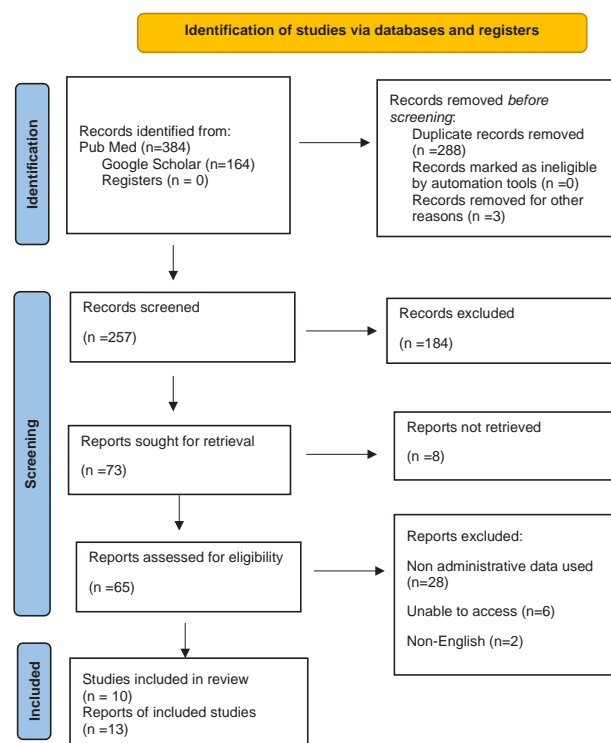 Identification of studies via databases and registers
Identification
Records identified from:
Pub Med (n=384)
Google Scholar (n=164)
Registers (n = 0)
Records removed before
screening:
Duplicate records removed
(n =288)
Records marked as ineligible
by automation tools (n =0)
Records removed for other
reasons (n =3)
Screening
Records screened
(n =257)
Records excluded
(n =184)
Reports sought for retrieval
(n =73)
Reports not retrieved
(n =8)
Reports assessed for eligibility
(n =65)
Reports excluded:
Non administrative data used
(n=28)
Unable to access (n=6)
Non-English (n=2)
Included
Studies included in review
(n = 10)
Reports of included studies
(n =13)